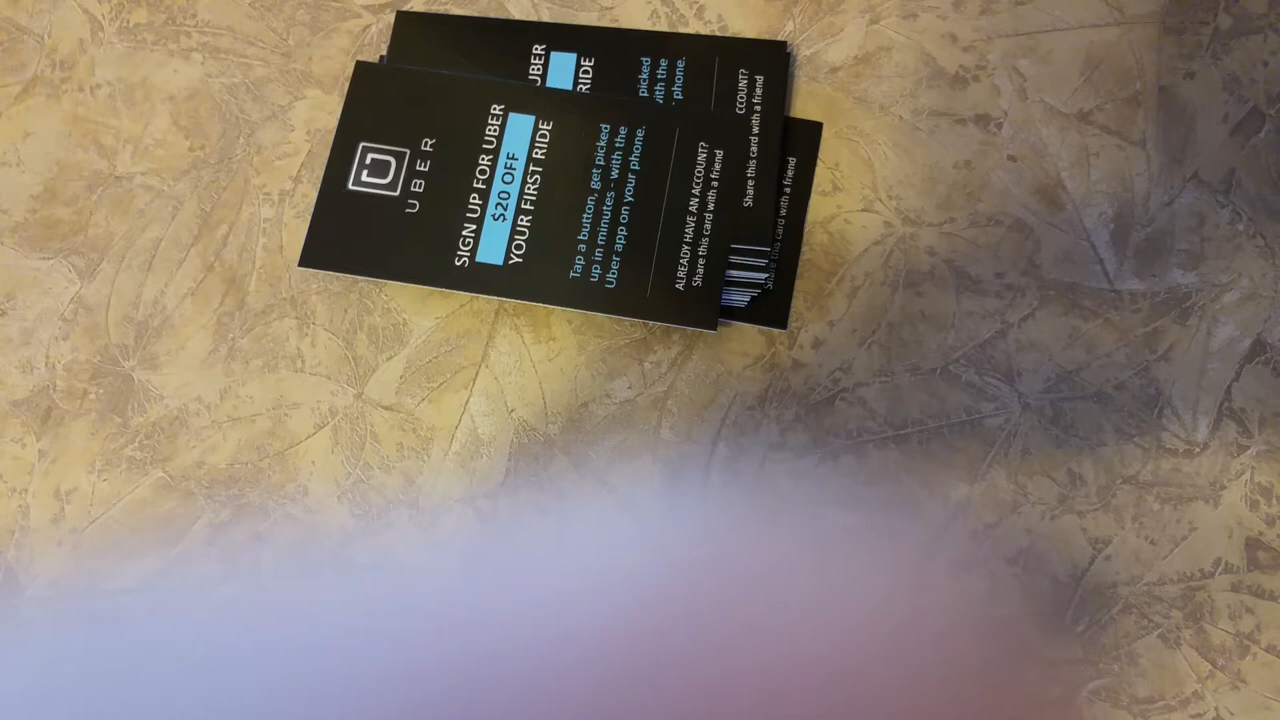 UBER
SIGN UP FOR UBER
$20 OFF
YOUR FIRST RIDE
Tap a button, get picked
up in minutes - with the
Uber app on your phone.
ALREADY HAVE AN ACCOUNT?
Share this card with a friend
UBER
RIDE
picked
with the
phone.
CCOUNT?
Share this card with a friend
Share this card with a friend